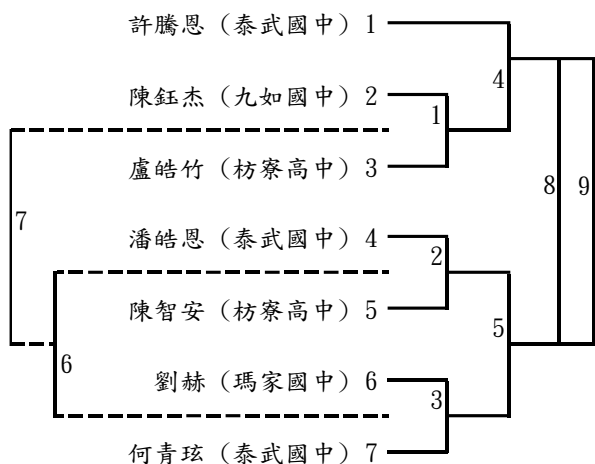 許騰恩（泰武國中）1
4
陳鈺杰（九如國中）2
1
盧皓竹（枋寮高中）3
8
9
7
潘皓恩（泰武國中）4
2
陳智安（枋寮高中）5
5
6
劉赫（瑪家國中）6
3
何青玹（泰武國中）7